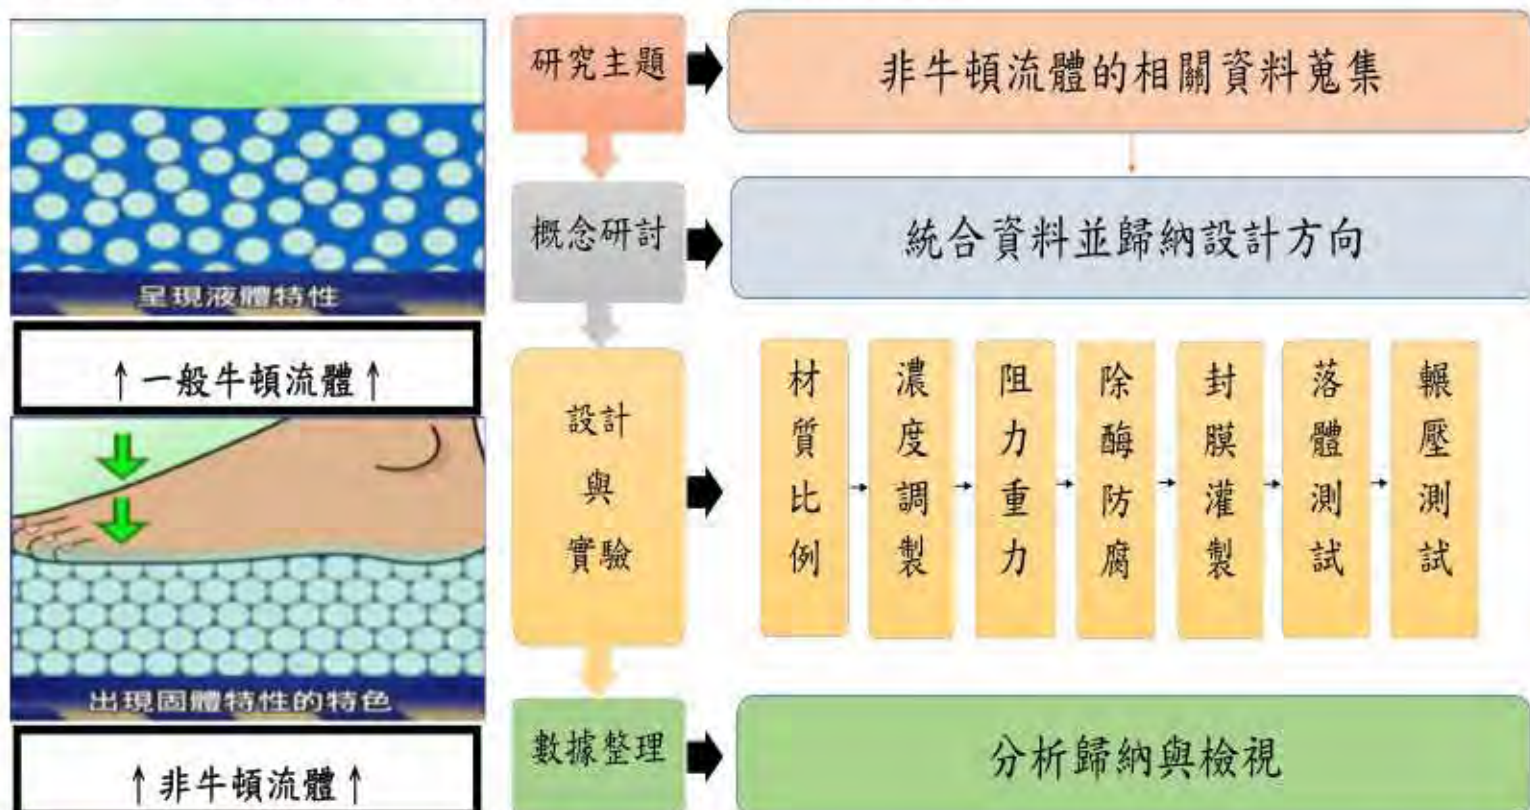 呈現液體特性
↑一般牛頓流體↑
出現固體特性的特色
↑非牛頓流體↑
研究主題
非牛頓流體的相關資料蒐集
概念研討
統合資料並歸納設計方向
設計
與
實驗
材質比例
濃度調製
阻力重力
除酶防腐
封膜灌製
落體測試
輾壓測試
數據整理
分析歸納與檢視